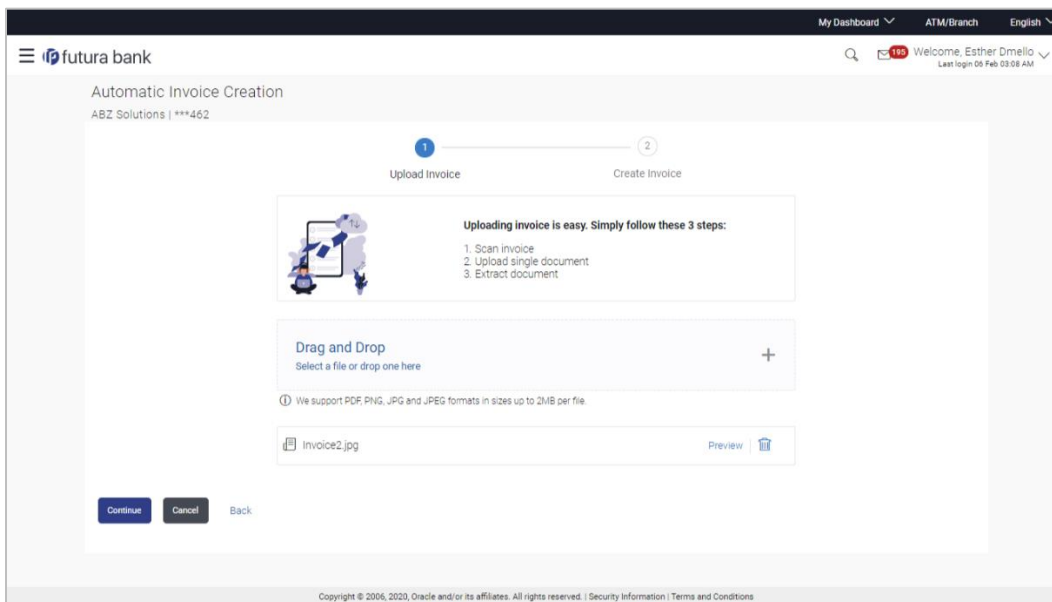 My Dashboard ATM/Branch English
futura bank 195 Welcome, Esther Dmello
Last login 06 Feb 03:08 AM
Automatic Invoice Creation
ABZ Solutions | ***462
1 2
Upload Invoice Create Invoice
Uploading invoice is easy. Simply follow these 3 steps:
1. Scan invoice
2. Upload single document
3. Extract document
Drag and Drop
Select a file or drop one here
We support PDF, PNG, JPG and JPEG formats in sizes up to 2MB per file.
Invoice2.jpg Preview
Continue Cancel Back
Copyright © 2006, 2020, Oracle and/or its affiliates. All rights reserved. | Security Information | Terms and Conditions